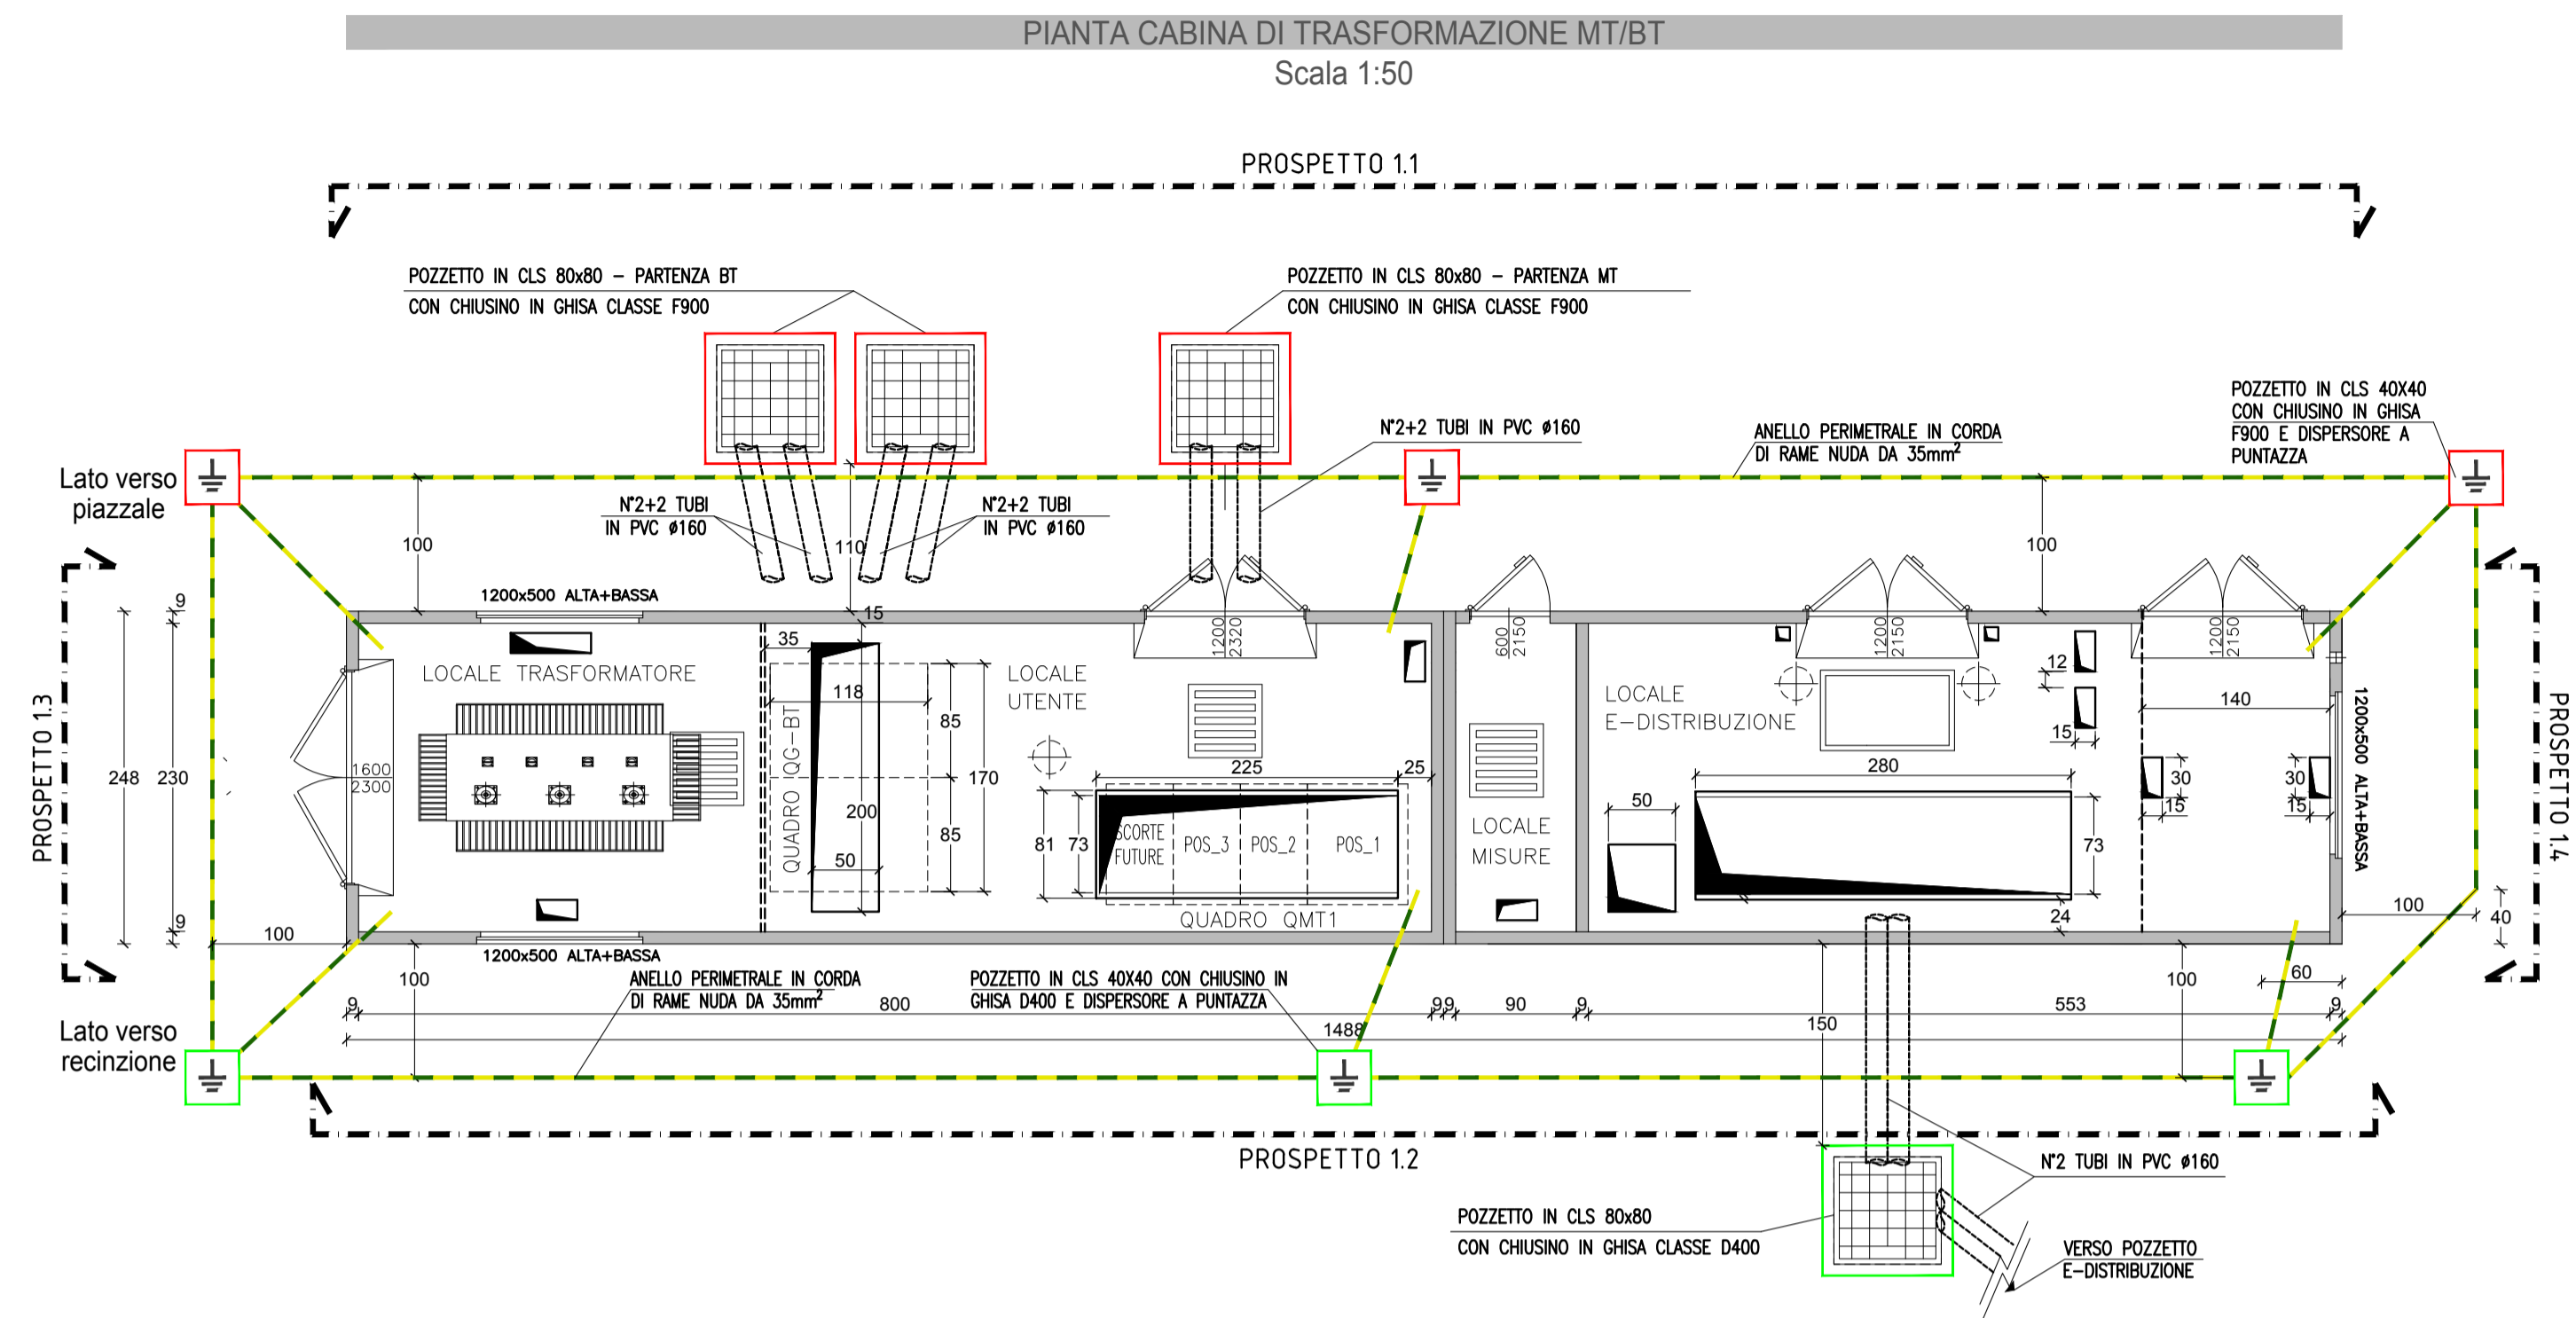 PIANTA CABINA DI TRASFORMAZIONE MT/BT
Scala 1:50
PROSPETTO 1.1
POZZETTO IN CLS 80x80 – PARTENZA BT
CON CHIUSINO IN GHISA CLASSE F900
POZZETTO IN CLS 80x80 – PARTENZA MT
CON CHIUSINO IN GHISA CLASSE F900
POZZETTO IN CLS 40X40
CON CHIUSINO IN GHISA
F900 E DISPERSORE A
PUNTAZZA
N°2+2 TUBI IN PVC ø160
ANELLO PERIMETRALE IN CORDA
DI RAME NUDA DA 35mm²
Lato verso
piazzale
N°2+2 TUBI
IN PVC ø160
N°2+2 TUBI
IN PVC ø160
100
110
100
1200x500 ALTA+BASSA
9
15
35
1200
2320
600
2150
1200
2150
1200
2150
LOCALE TRASFORMATORE
118
85
LOCALE
UTENTE
LOCALE
E-DISTRIBUZIONE
12
15
140
1200x500 ALTA+BASSA
PROSPETTO 1.3
PROSPETTO 1.4
248
230
1600
2300
QUADRO QG-BT
170
200
85
50
225
25
81
73
SCORTE
FUTURE
POS_3
POS_2
POS_1
QUADRO QMT1
LOCALE
MISURE
50
280
73
24
30
15
30
15
9
100
1200x500 ALTA+BASSA
100
40
60
100
ANELLO PERIMETRALE IN CORDA
DI RAME NUDA DA 35mm²
POZZETTO IN CLS 40X40 CON CHIUSINO IN
GHISA D400 E DISPERSORE A PUNTAZZA
100
9
800
9
9
90
9
553
9
1488
150
Lato verso
recinzione
PROSPETTO 1.2
N°2 TUBI IN PVC ø160
POZZETTO IN CLS 80x80
CON CHIUSINO IN GHISA CLASSE D400
VERSO POZZETTO
E-DISTRIBUZIONE